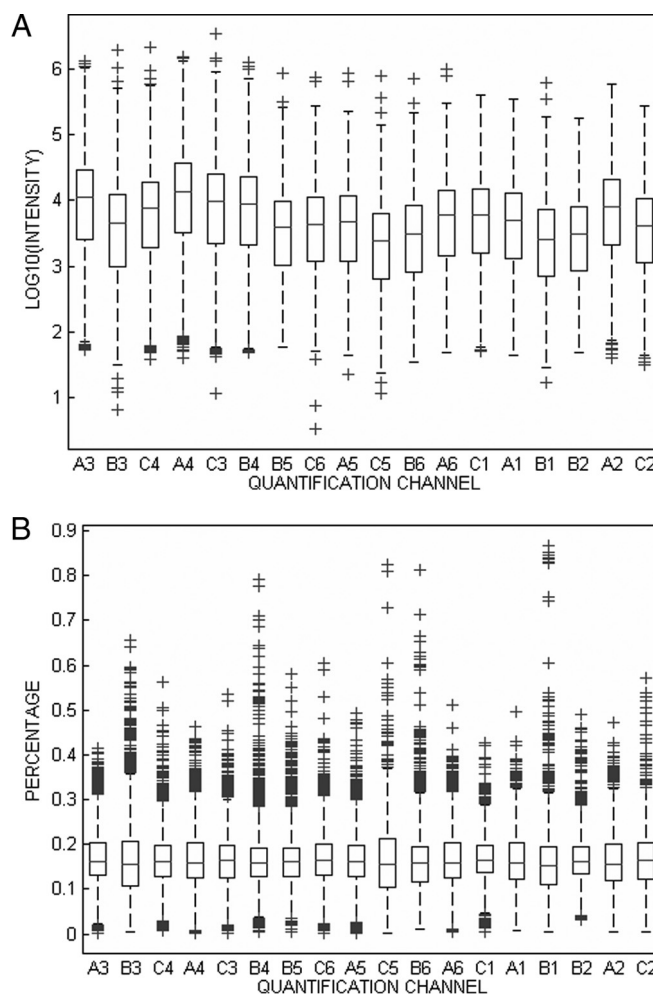 A
LOG10(INTENSITY)
6
5
4
3
2
1
A3 B3 C4 A4 C3 B4 B5 C6 A5 C5 B6 A6 C1 A1 B1 B2 A2 C2
QUANTIFICATION CHANNEL
B
PERCENTAGE
0.9
0.8
0.7
0.6
0.5
0.4
0.3
0.2
0.1
0
A3 B3 C4 A4 C3 B4 B5 C6 A5 C5 B6 A6 C1 A1 B1 B2 A2 C2
QUANTIFICATION CHANNEL